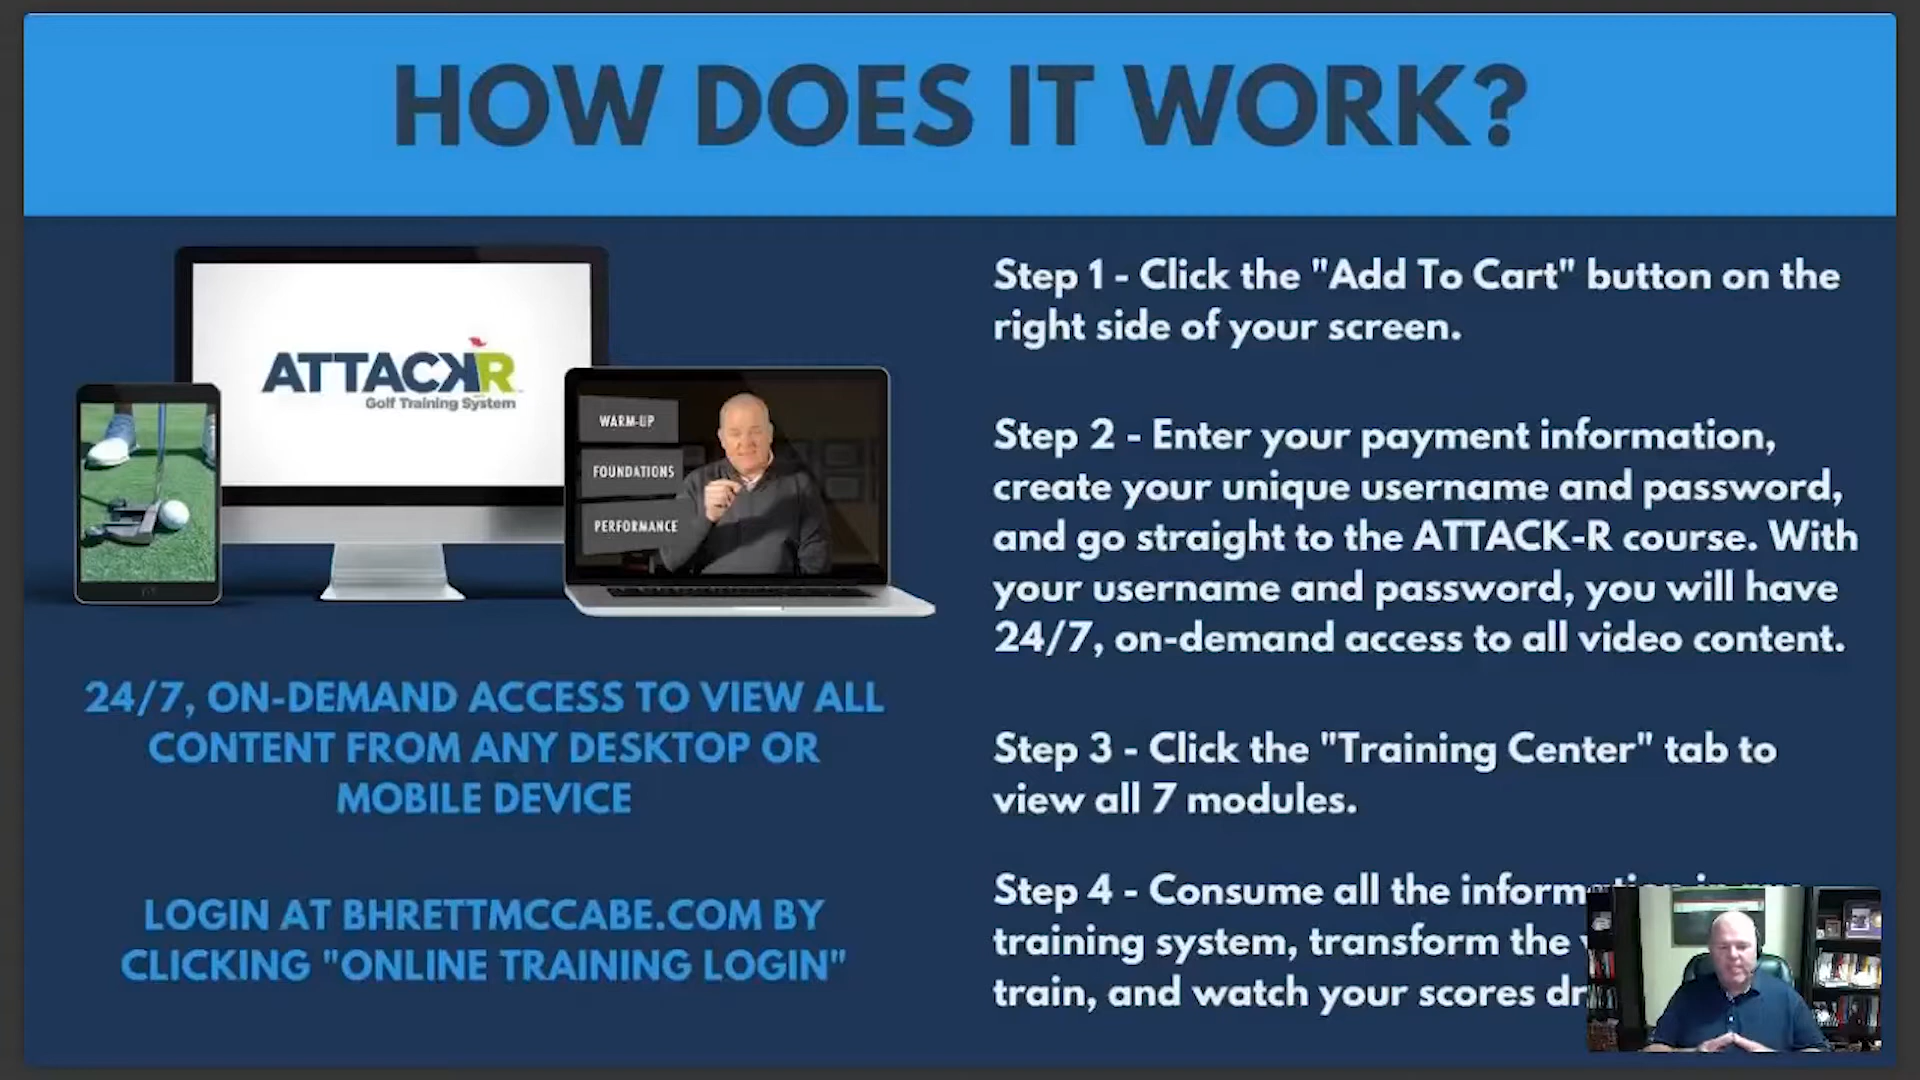 HOW DOES IT WORK?
ATTACK-R
Golf Training System
WARM-UP
FOUNDATIONS
PERFORMANCE
24/7, ON-DEMAND ACCESS TO VIEW ALL
CONTENT FROM ANY DESKTOP OR
MOBILE DEVICE
LOGIN AT BHRETTMCCABE.COM BY
CLICKING "ONLINE TRAINING LOGIN"
Step 1 - Click the "Add To Cart" button on the
right side of your screen.
Step 2 - Enter your payment information,
create your unique username and password,
and go straight to the ATTACK-R course. With
your username and password, you will have
24/7, on-demand access to all video content.
Step 3 - Click the "Training Center" tab to
view all 7 modules.
Step 4 - Consume all the information
training system, transform the
train, and watch your scores